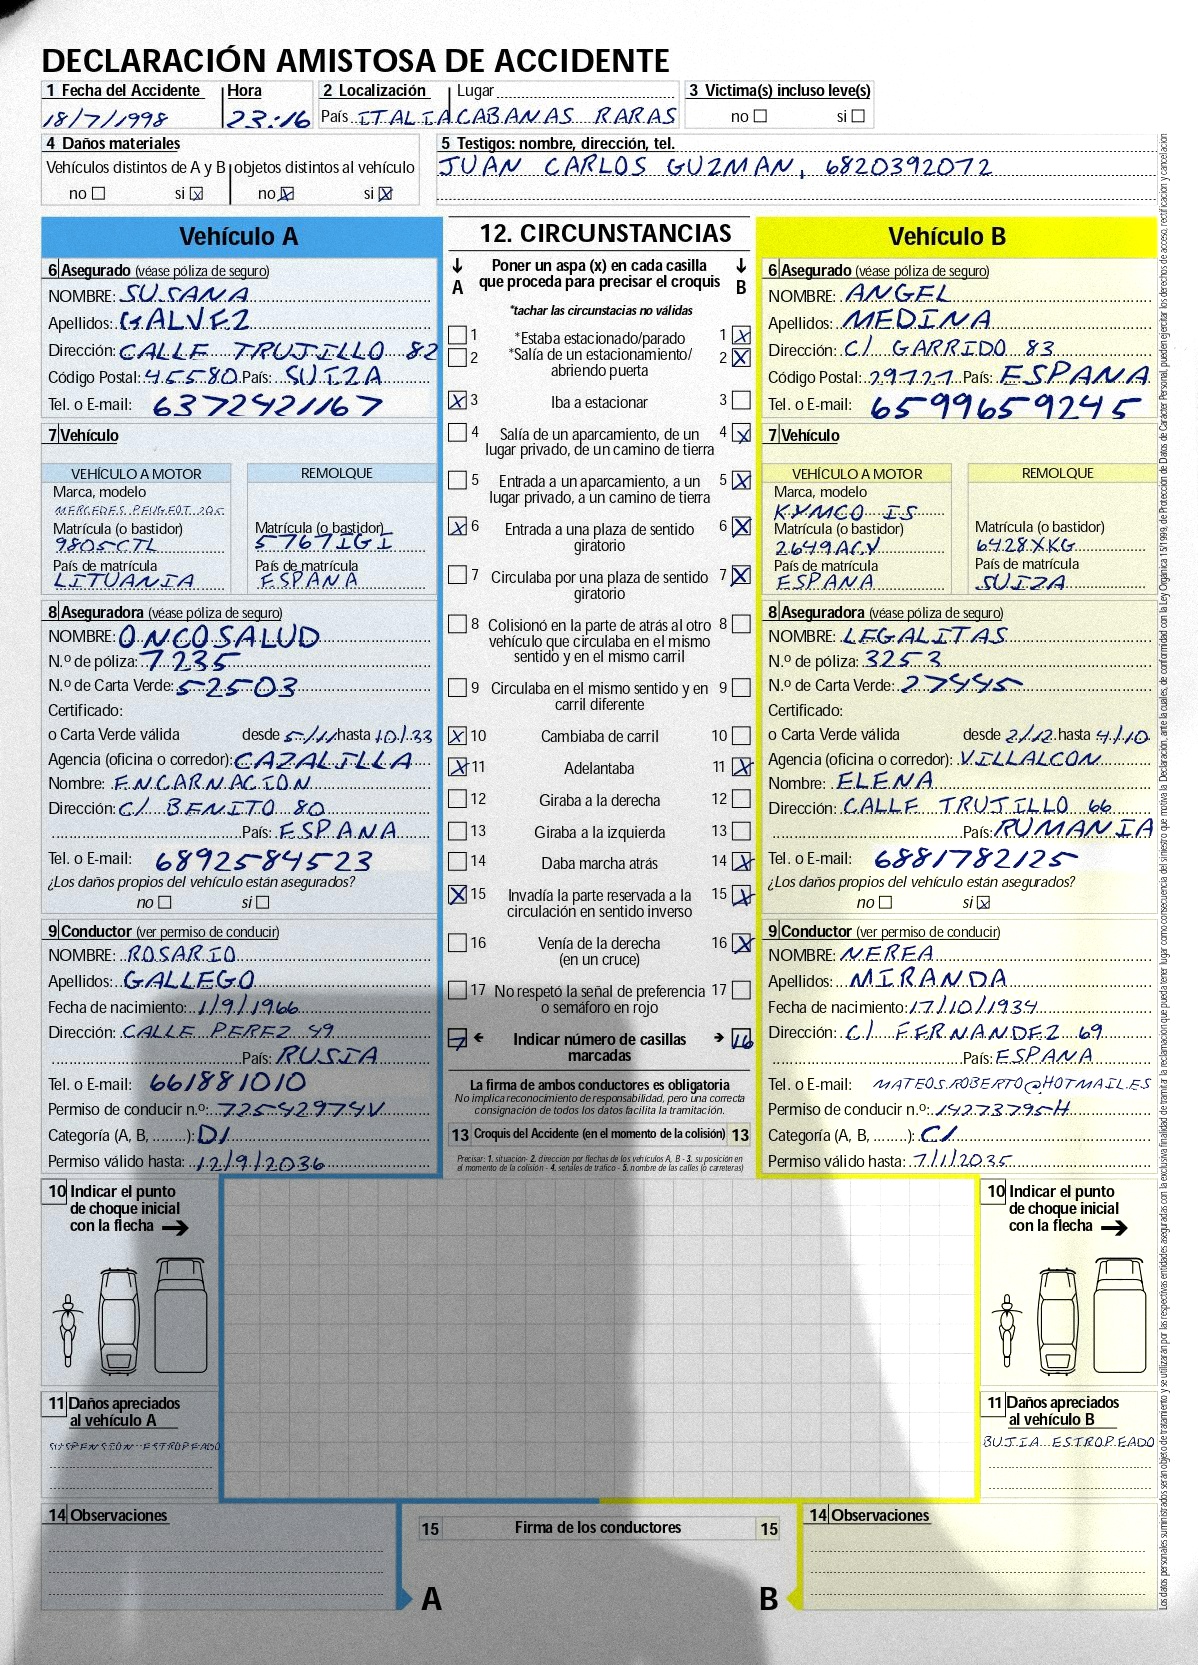 DECLARACIÓN AMISTOSA DE ACCIDENTE
1 Fecha del Accidente Hora 2 Localización Lugar 3 Victima(s) incluso leve(s)
18/7/1998 23:16 País ITALIA CABANAS RARAS no si
4 Daños materiales
Vehículos distintos de A y B objetos distintos al vehículo
no si X no X si X
5 Testigos: nombre, dirección, tel.
JUAN CARLOS GUZMAN, 6820392072
Vehículo A
6 Asegurado (véase póliza de seguro)
NOMBRE: SUSANA
Apellidos: GALVEZ
Dirección: CALLE TRUJILLO 82
Código Postal: 45580 País: SUIZA
Tel. o E-mail: 6372421167
7 Vehículo
VEHÍCULO A MOTOR REMOLQUE
Marca, modelo
MERCEDES PEUGEOT 205
Matrícula (o bastidor) Matrícula (o bastidor)
9805CTL 5767IGI
País de matrícula País de matrícula
LITUANIA ESPANA
8 Aseguradora (véase póliza de seguro)
NOMBRE: ONCOSALUD
N.º de póliza: 7235
N.º de Carta Verde: 52503
Certificado:
o Carta Verde válida desde 5/11/ hasta 10/33
Agencia (oficina o corredor): CAZALILLA
Nombre: ENCARNACION
Dirección: C/ BENITO 80
País: ESPANA
Tel. o E-mail: 6892584523
¿Los daños propios del vehículo están asegurados?
no si
9 Conductor (ver permiso de conducir)
NOMBRE: ROSARIO
Apellidos: GALLEGO
Fecha de nacimiento: 1/9/1966
Dirección: CALLE PEREZ 49
País: RUSIA
Tel. o E-mail: 661881010
Permiso de conducir n.º: 72542974V
Categoría (A, B, ........): D1
Permiso válido hasta: 12/9/2036
10 Indicar el punto
de choque inicial
con la flecha →
11 Daños apreciados
al vehículo A
SUSPENSION ESTROPEADO
14 Observaciones
12. CIRCUNSTANCIAS
↓ Poner un aspa (x) en cada casilla ↓
A que proceda para precisar el croquis B
*tachar las circunstacias no válidas
1 *Estaba estacionado/parado 1 X
2 *Salía de un estacionamiento/ 2 X
abriendo puerta
X 3 Iba a estacionar 3
4 Salía de un aparcamiento, de un 4 X
lugar privado, de un camino de tierra
5 Entrada a un aparcamiento, a un 5 X
lugar privado, a un camino de tierra
X 6 Entrada a una plaza de sentido 6 X
giratorio
7 Circulaba por una plaza de sentido 7 X
giratorio
8 Colisionó en la parte de atrás al otro 8
vehículo que circulaba en el mismo
sentido y en el mismo carril
9 Circulaba en el mismo sentido y en 9
carril diferente
X 10 Cambiaba de carril 10
X 11 Adelantaba 11 X
12 Giraba a la derecha 12
13 Giraba a la izquierda 13
14 Daba marcha atrás 14 X
X 15 Invadía la parte reservada a la 15 X
circulación en sentido inverso
16 Venía de la derecha 16 X
(en un cruce)
17 No respetó la señal de preferencia 17
o semáforo en rojo
7 ← Indicar número de casillas → 16
marcadas
La firma de ambos conductores es obligatoria
No implica reconocimiento de responsabilidad, pero una correcta
consignación de todos los datos facilita la tramitación.
13 Croquis del Accidente (en el momento de la colisión) 13
Precisar: 1. situación- 2. dirección por flechas de los vehículos A, B - 3. su posición en
el momento de la colisión - 4. señales de tráfico - 5. nombre de las calles (o carreteras)
15 Firma de los conductores 15
A B
Vehículo B
6 Asegurado (véase póliza de seguro)
NOMBRE: ANGEL
Apellidos: MEDINA
Dirección: C/ GARRIDO 83
Código Postal: 29727 País: ESPANA
Tel. o E-mail: 6599659245
7 Vehículo
VEHÍCULO A MOTOR REMOLQUE
Marca, modelo
KYMCO IS
Matrícula (o bastidor) Matrícula (o bastidor)
2649ACV 6428XKG
País de matrícula País de matrícula
ESPANA SUIZA
8 Aseguradora (véase póliza de seguro)
NOMBRE: LEGALITAS
N.º de póliza: 3253
N.º de Carta Verde: 27445
Certificado:
o Carta Verde válida desde 2/12 hasta 4/10
Agencia (oficina o corredor): VILLALCON
Nombre: ELENA
Dirección: CALLE TRUJILLO 66
País: RUMANIA
Tel. o E-mail: 6881782125
¿Los daños propios del vehículo están asegurados?
no si X
9 Conductor (ver permiso de conducir)
NOMBRE: NEREA
Apellidos: MIRANDA
Fecha de nacimiento: 17/10/1934
Dirección: C/ FERNANDEZ 69
País: ESPANA
Tel. o E-mail: MATEOS.ROBERTO@HOTMAIL.ES
Permiso de conducir n.º: 14273795H
Categoría (A, B, ........): C1
Permiso válido hasta: 7/1/2035
10 Indicar el punto
de choque inicial
con la flecha →
11 Daños apreciados
al vehículo B
BUJIA ESTROPEADO
14 Observaciones
Los datos personales suministrados seran objeto de tratamiento y se utilizaran por las respectivas entidades aseguradas con la exclusiva finalidad de tramitar la reclamación que pueda tener lugar como consecuencia del siniestro que motiva la Declaración, ante la cuales, de conformidad con la Ley Organica 15/1999, de Protección de Datos de Carácter Personal, pueden ejercitar los derechos de acceso, rectificación y cancelación